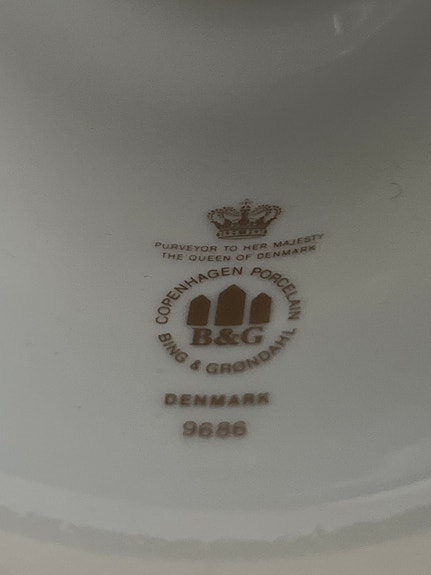 PURVEYOR TO HER MAJESTY
THE QUEEN OF DENMARK
COPENHAGEN PORCELAIN
B&G
BING & GRØNDAHL
DENMARK
9686